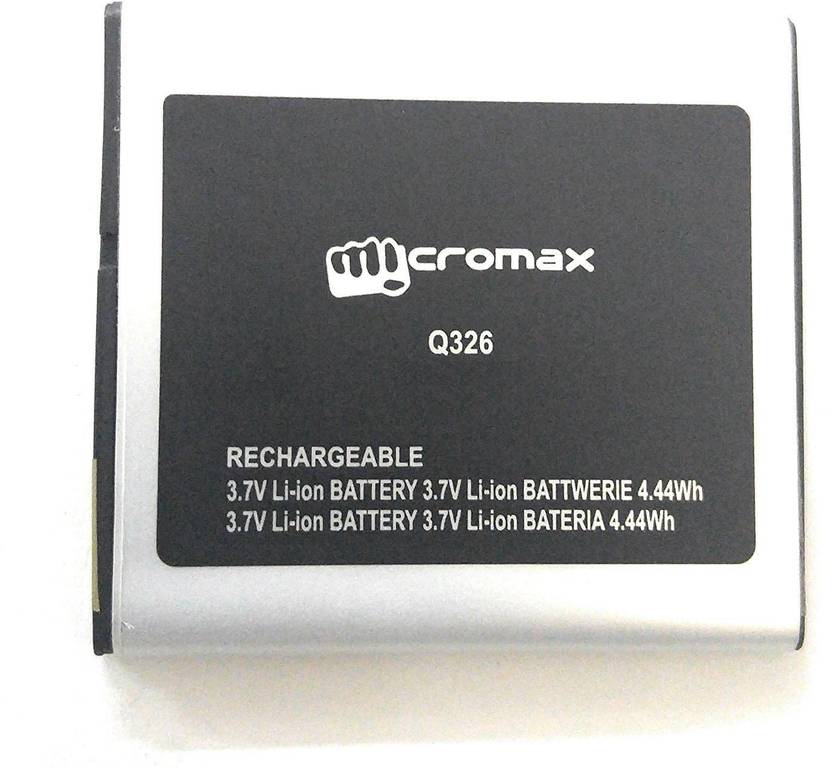 micromax
Q326
RECHARGEABLE
3.7V Li-ion BATTERY 3.7V Li-ion BATTWERIE 4.44Wh
3.7V Li-ion BATTERY 3.7V Li-ion BATERIA 4.44Wh